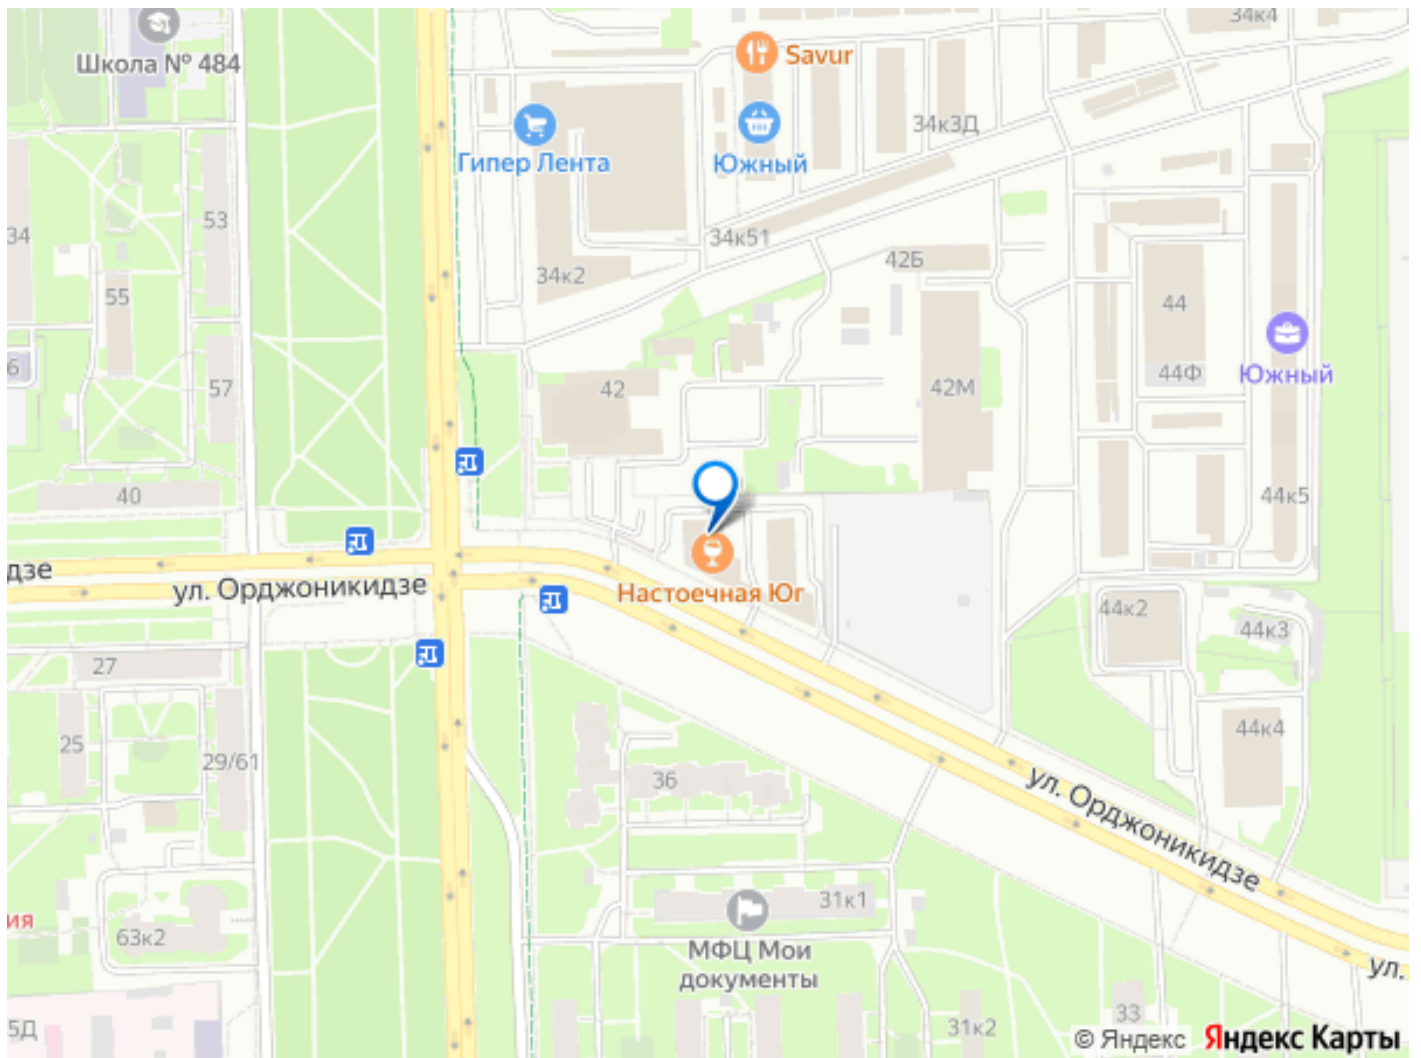 34к4
Школа № 484
Savur
34к3Д
Гипер Лента
Южный
53
34
34к51
42Б
34к2
55
44
6
57
42
42М
44Ф
Южный
40
44к5
дзе
ул. Орджоникидзе
Настоечная Юг
44к2
44к3
27
25
29/61
36
44к4
ул. Орджоникидзе
31к1
ия
63к2
МФЦ Мои
документы
ул.
5Д
31к2
33
© Яндекс Яндекс Карты